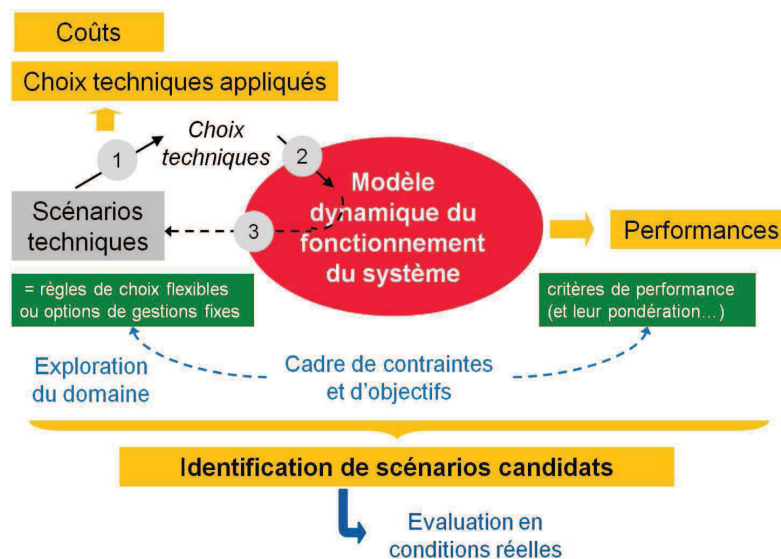 Coûts
Choix techniques appliqués
1
Choix
techniques
2
Scénarios
techniques
3
Modèle
dynamique du
fonctionnement
du système
Performances
= règles de choix flexibles
ou options de gestions fixes
critères de performance
(et leur pondération…)
Exploration
du domaine
Cadre de contraintes
et d'objectifs
Identification de scénarios candidats
Evaluation en
conditions réelles